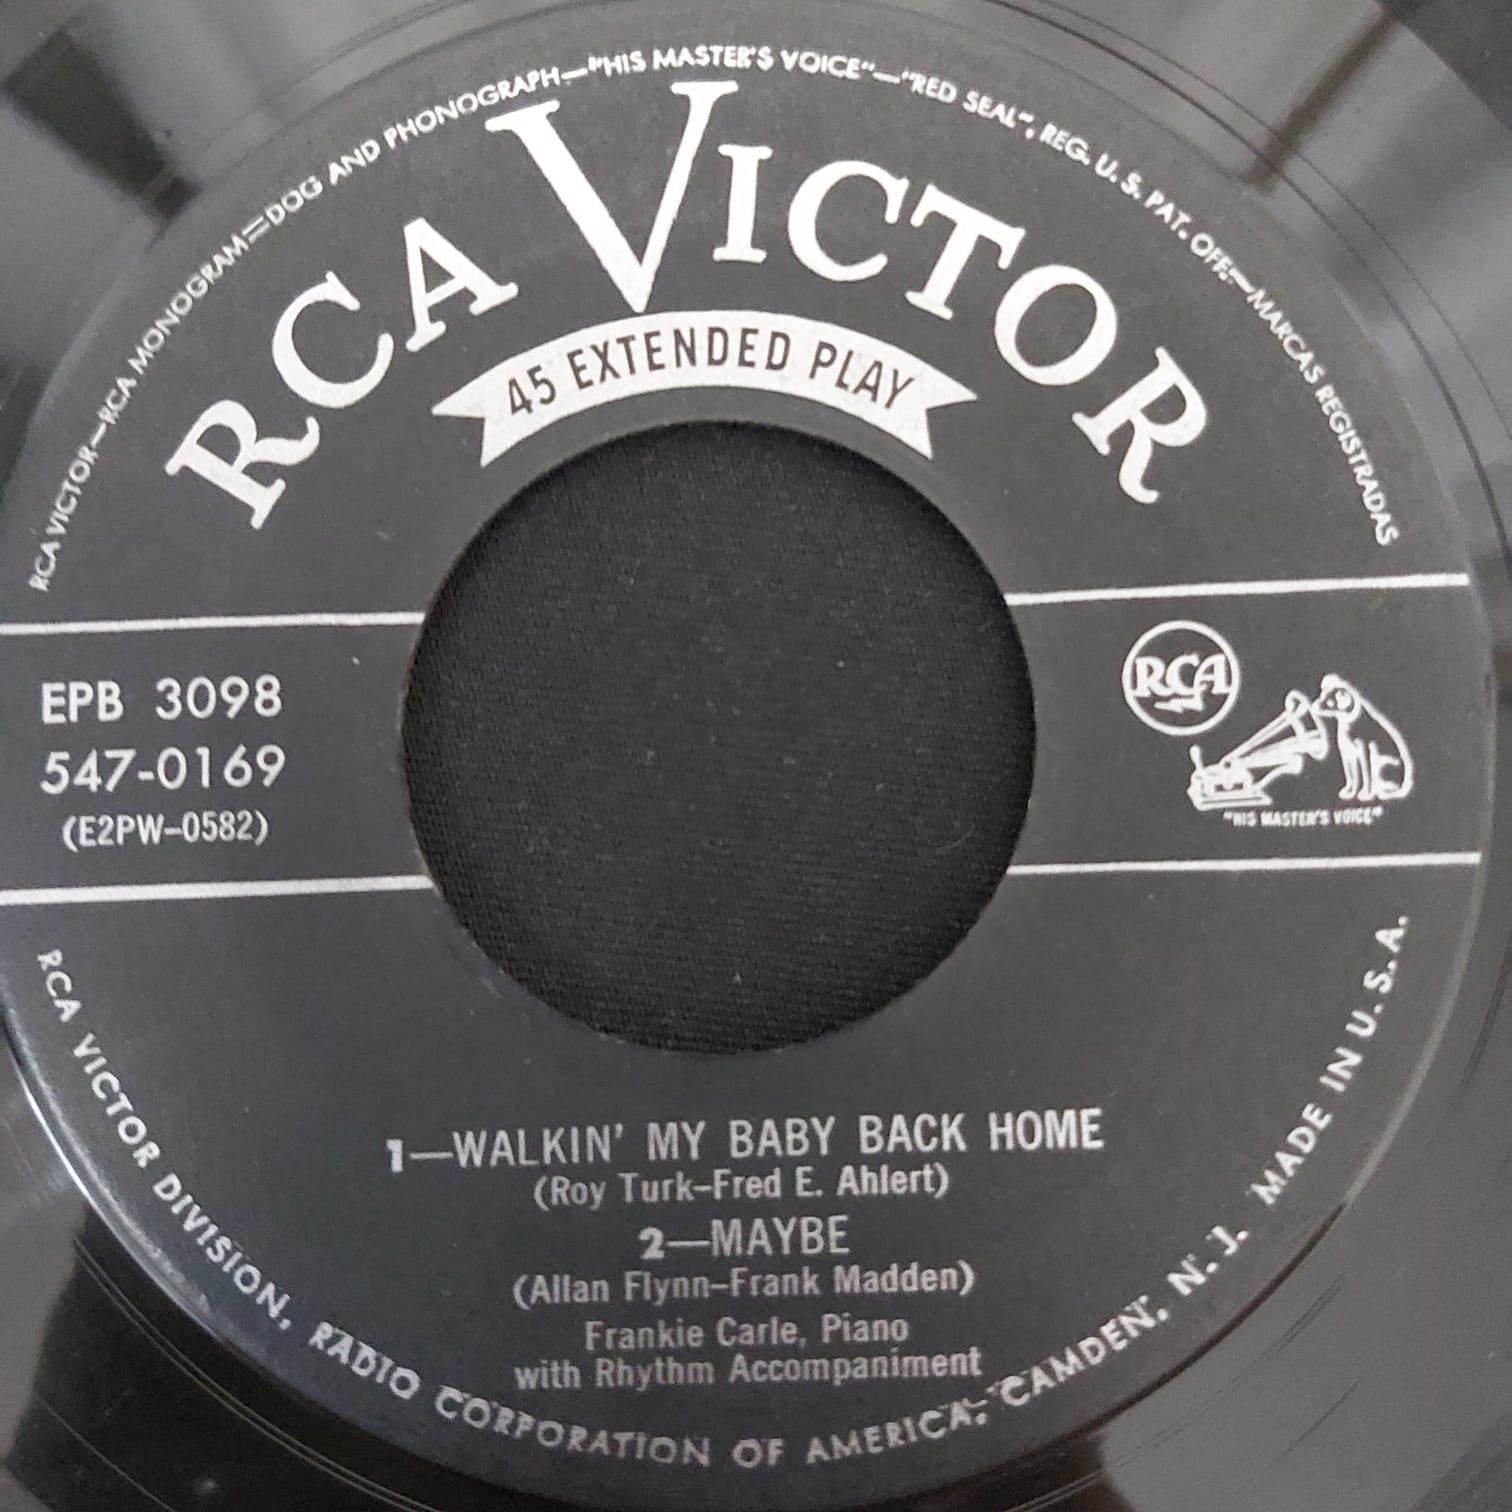 RCA VICTOR—RCA MONOGRAM—DOG AND PHONOGRAPH—"HIS MASTER'S VOICE"—"RED SEAL", REG. U. S. PAT. OFF.—MARCAS REGISTRADAS
RCA VICTOR
45 EXTENDED PLAY
EPB 3098
547-0169
(E2PW-0582)
RCA
"HIS MASTER'S VOICE"
1—WALKIN' MY BABY BACK HOME
(Roy Turk-Fred E. Ahlert)
2—MAYBE
(Allan Flynn-Frank Madden)
Frankie Carle, Piano
with Rhythm Accompaniment
RCA VICTOR DIVISION, RADIO CORPORATION OF AMERICA, CAMDEN, N. J. MADE IN U. S. A.